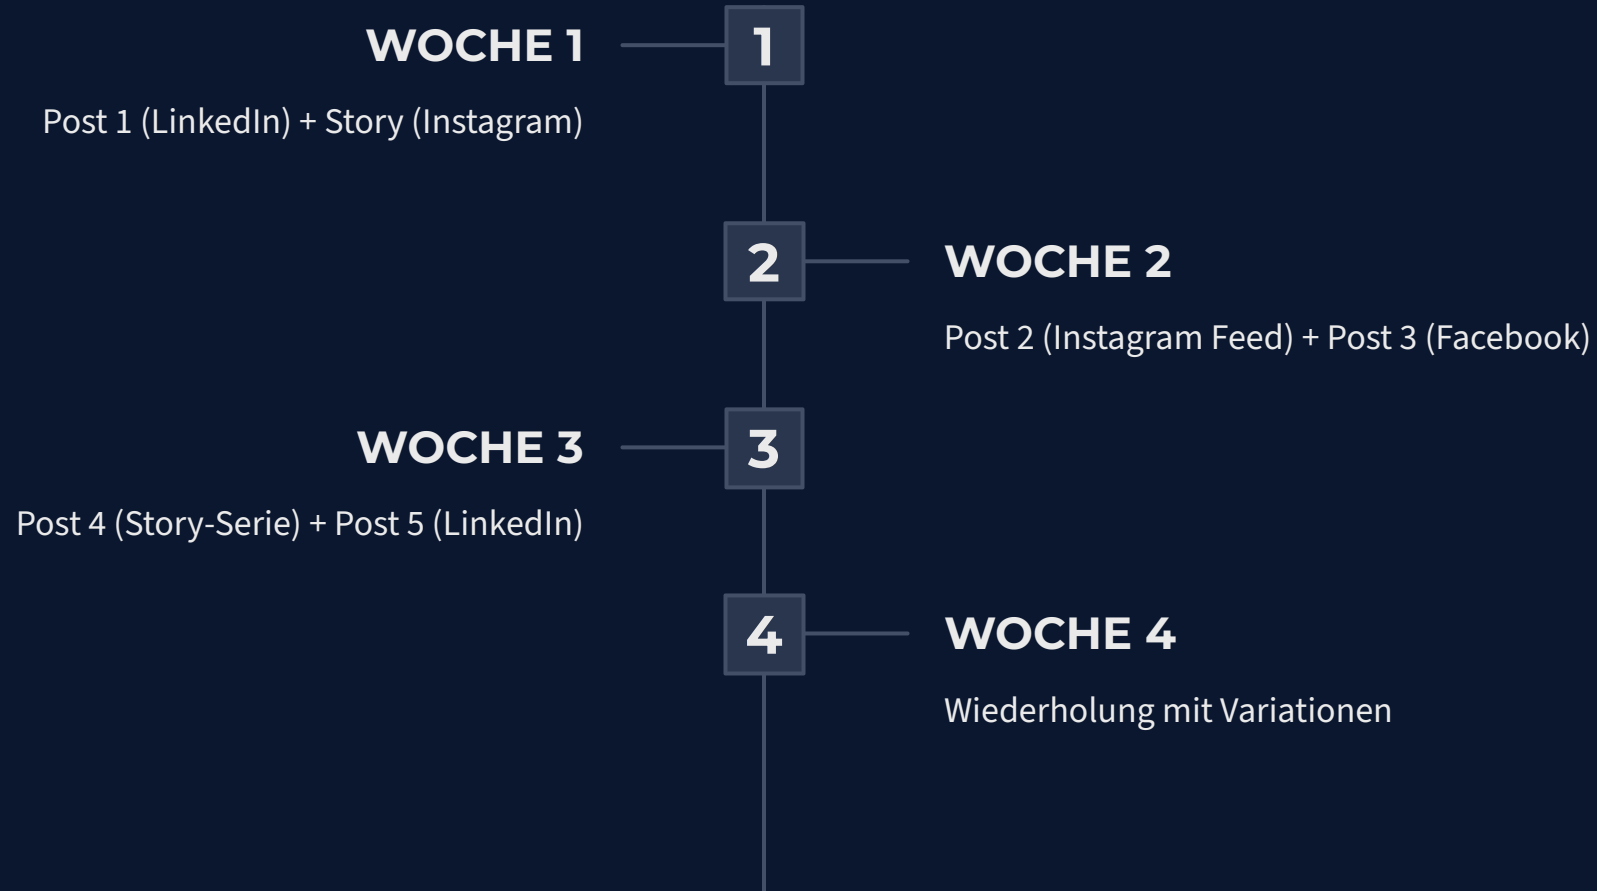 WOCHE 1
1
Post 1 (LinkedIn) + Story (Instagram)
2
WOCHE 2
Post 2 (Instagram Feed) + Post 3 (Facebook)
WOCHE 3
3
Post 4 (Story-Serie) + Post 5 (LinkedIn)
4
WOCHE 4
Wiederholung mit Variationen